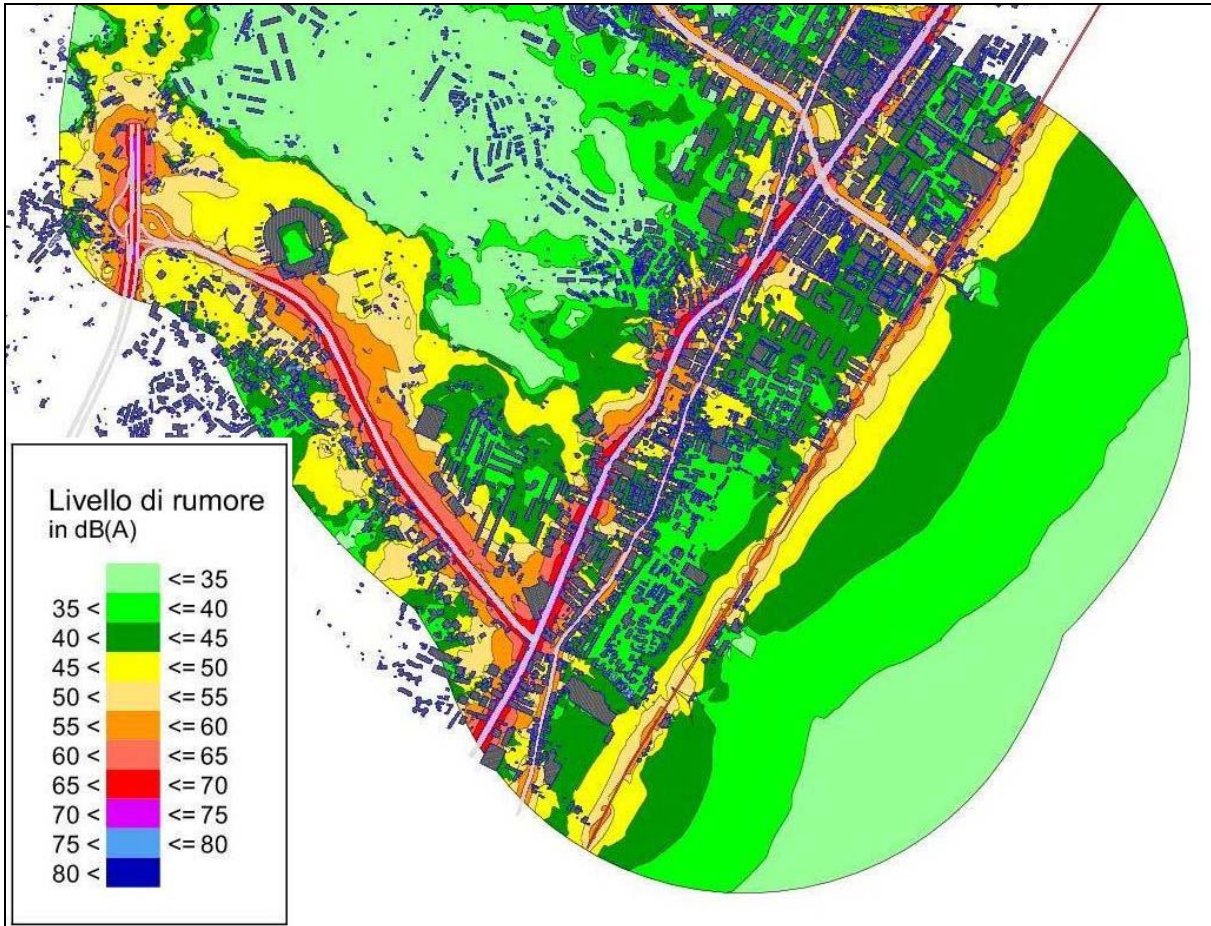 Livello di rumore
in dB(A)
<= 35
35 < <= 40
40 < <= 45
45 < <= 50
50 < <= 55
55 < <= 60
60 < <= 65
65 < <= 70
70 < <= 75
75 < <= 80
80 <